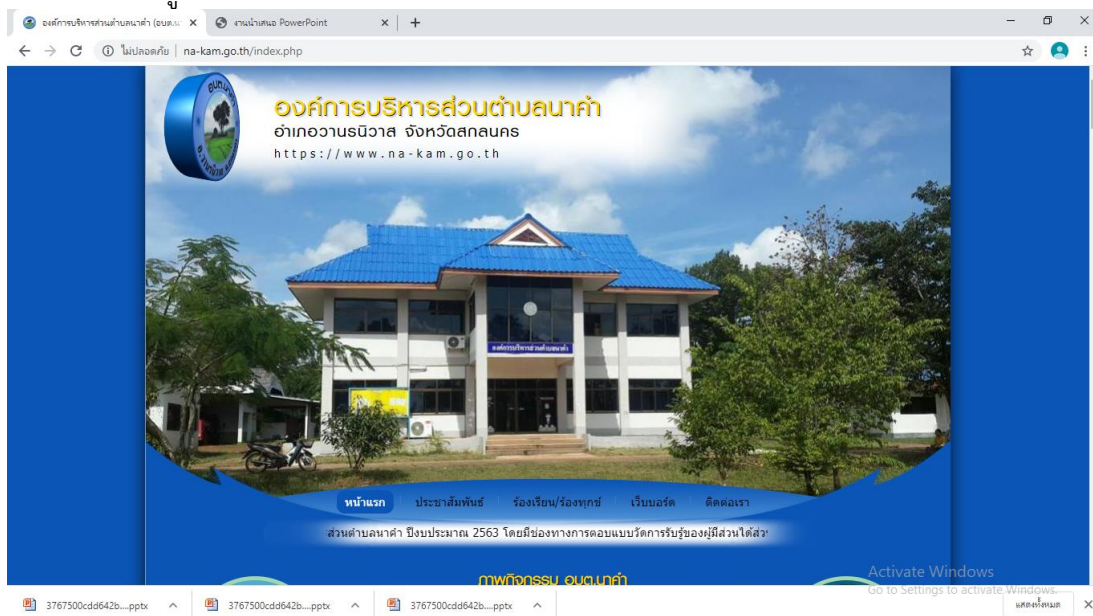 องค์การบริหารส่วนตำบลนาคำ (อบต.น
งานนำเสนอ PowerPoint
ไม่ปลอดภัย | na-kam.go.th/index.php
องค์การบริหารส่วนตำบลนาคำ
อำเภอวานรนิวาส จังหวัดสกลนคร
https://www.na-kam.go.th
องค์การบริหารส่วนตำบลนาคำ
หน้าแรก ประชาสัมพันธ์ ร้องเรียน/ร้องทุกข์ เว็บบอร์ด ติดต่อเรา
ส่วนตำบลนาคำ ปีงบประมาณ 2563 โดยมีช่องทางการตอบแบบวัดการรับรู้ของผู้มีส่วนได้ส่ว
ภาพกิจกรรม อบต.นาคำ
Activate Windows
Go to Settings to activate Windows.
3767500cdd642b....pptx 3767500cdd642b....pptx 3767500cdd642b....pptx แสดงทั้งหมด